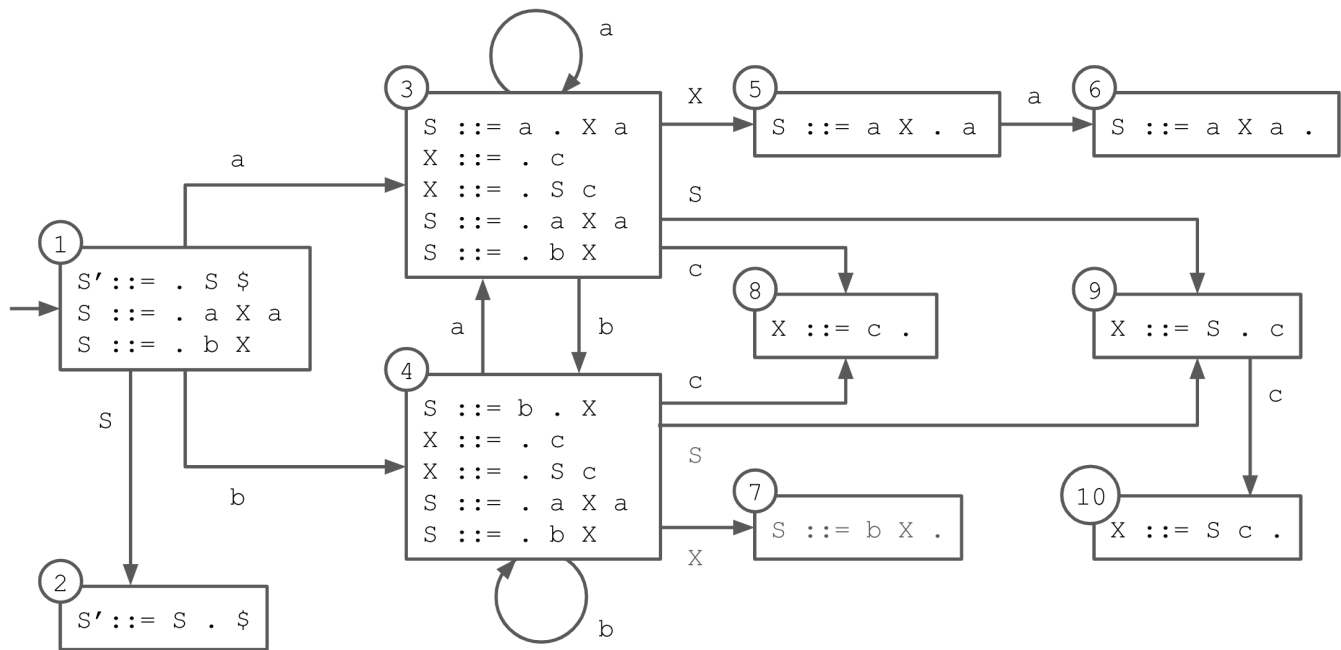 a
3
S ::= a . X a
X ::= . c
X ::= . S c
S ::= . a X a
S ::= . b X
X
5
S ::= a X . a
a
6
S ::= a X a .
a
S
c
1
S′::= . S $
S ::= . a X a
S ::= . b X
8
X ::= c .
9
X ::= S . c
a
b
4
S ::= b . X
X ::= . c
X ::= . S c
S ::= . a X a
S ::= . b X
c
S
c
S
b
X
7
S ::= b X .
10
X ::= S c .
2
S′::= S . $
b